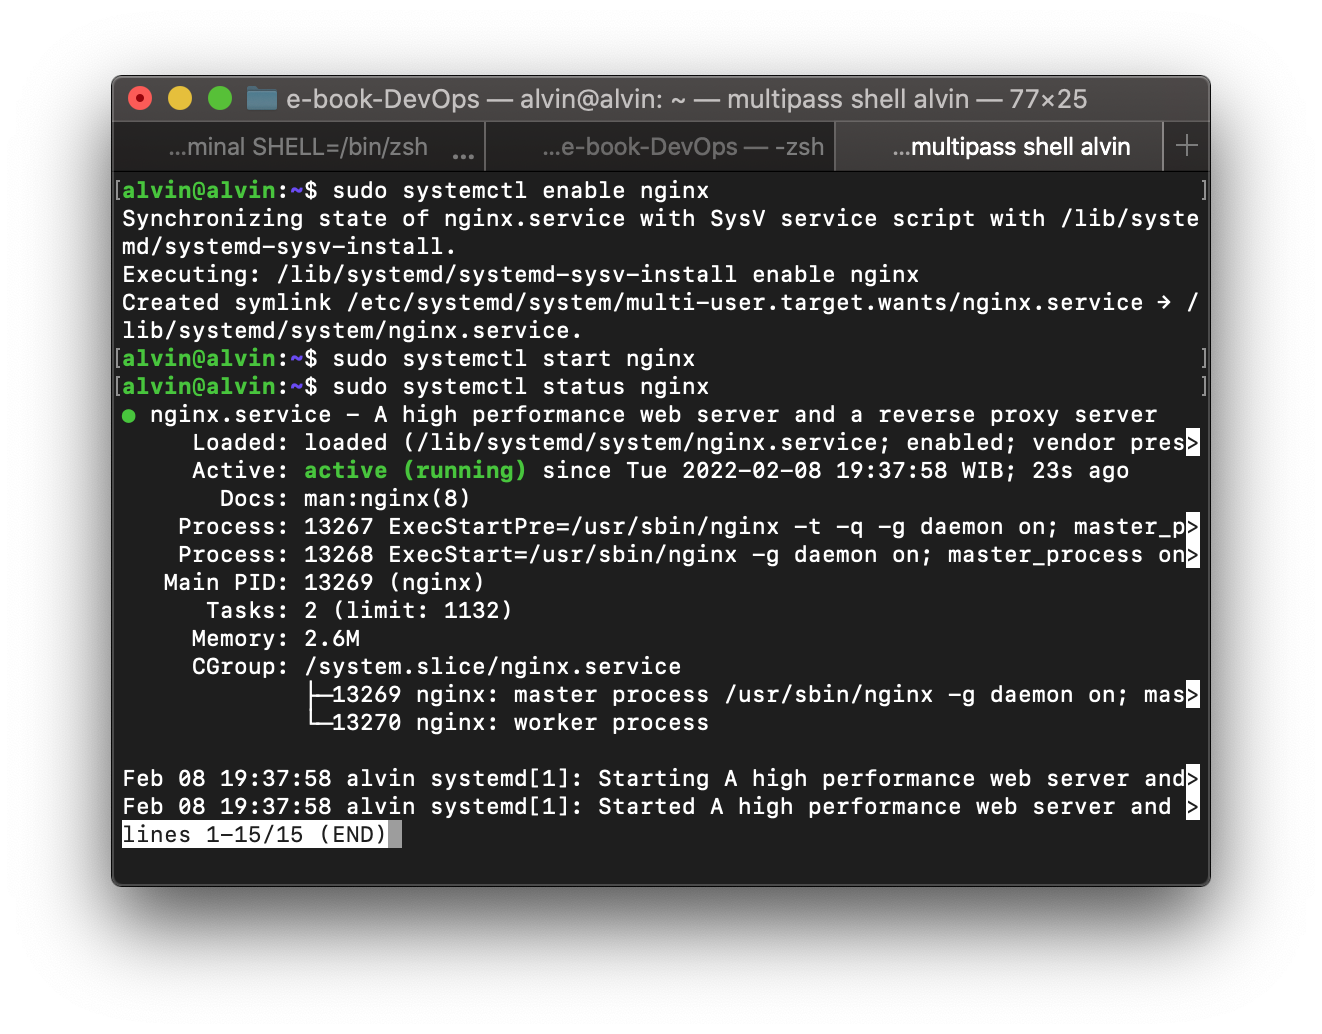 e-book-DevOps — alvin@alvin: ~ — multipass shell alvin — 77×25
...minal SHELL=/bin/zsh ... ...e-book-DevOps — -zsh ...multipass shell alvin +
[alvin@alvin:~$ sudo systemctl enable nginx ]
Synchronizing state of nginx.service with SysV service script with /lib/syste
md/systemd-sysv-install.
Executing: /lib/systemd/systemd-sysv-install enable nginx
Created symlink /etc/systemd/system/multi-user.target.wants/nginx.service → /
lib/systemd/system/nginx.service.
[alvin@alvin:~$ sudo systemctl start nginx ]
[alvin@alvin:~$ sudo systemctl status nginx ]
● nginx.service - A high performance web server and a reverse proxy server
Loaded: loaded (/lib/systemd/system/nginx.service; enabled; vendor pres>
Active: active (running) since Tue 2022-02-08 19:37:58 WIB; 23s ago
Docs: man:nginx(8)
Process: 13267 ExecStartPre=/usr/sbin/nginx -t -q -g daemon on; master_p>
Process: 13268 ExecStart=/usr/sbin/nginx -g daemon on; master_process on>
Main PID: 13269 (nginx)
Tasks: 2 (limit: 1132)
Memory: 2.6M
CGroup: /system.slice/nginx.service
├─13269 nginx: master process /usr/sbin/nginx -g daemon on; mas>
└─13270 nginx: worker process
Feb 08 19:37:58 alvin systemd[1]: Starting A high performance web server and>
Feb 08 19:37:58 alvin systemd[1]: Started A high performance web server and >
lines 1-15/15 (END)